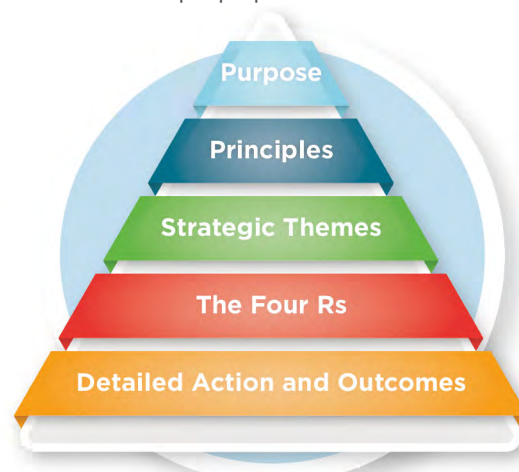 Purpose
Principles
Strategic Themes
The Four Rs
Detailed Action and Outcomes